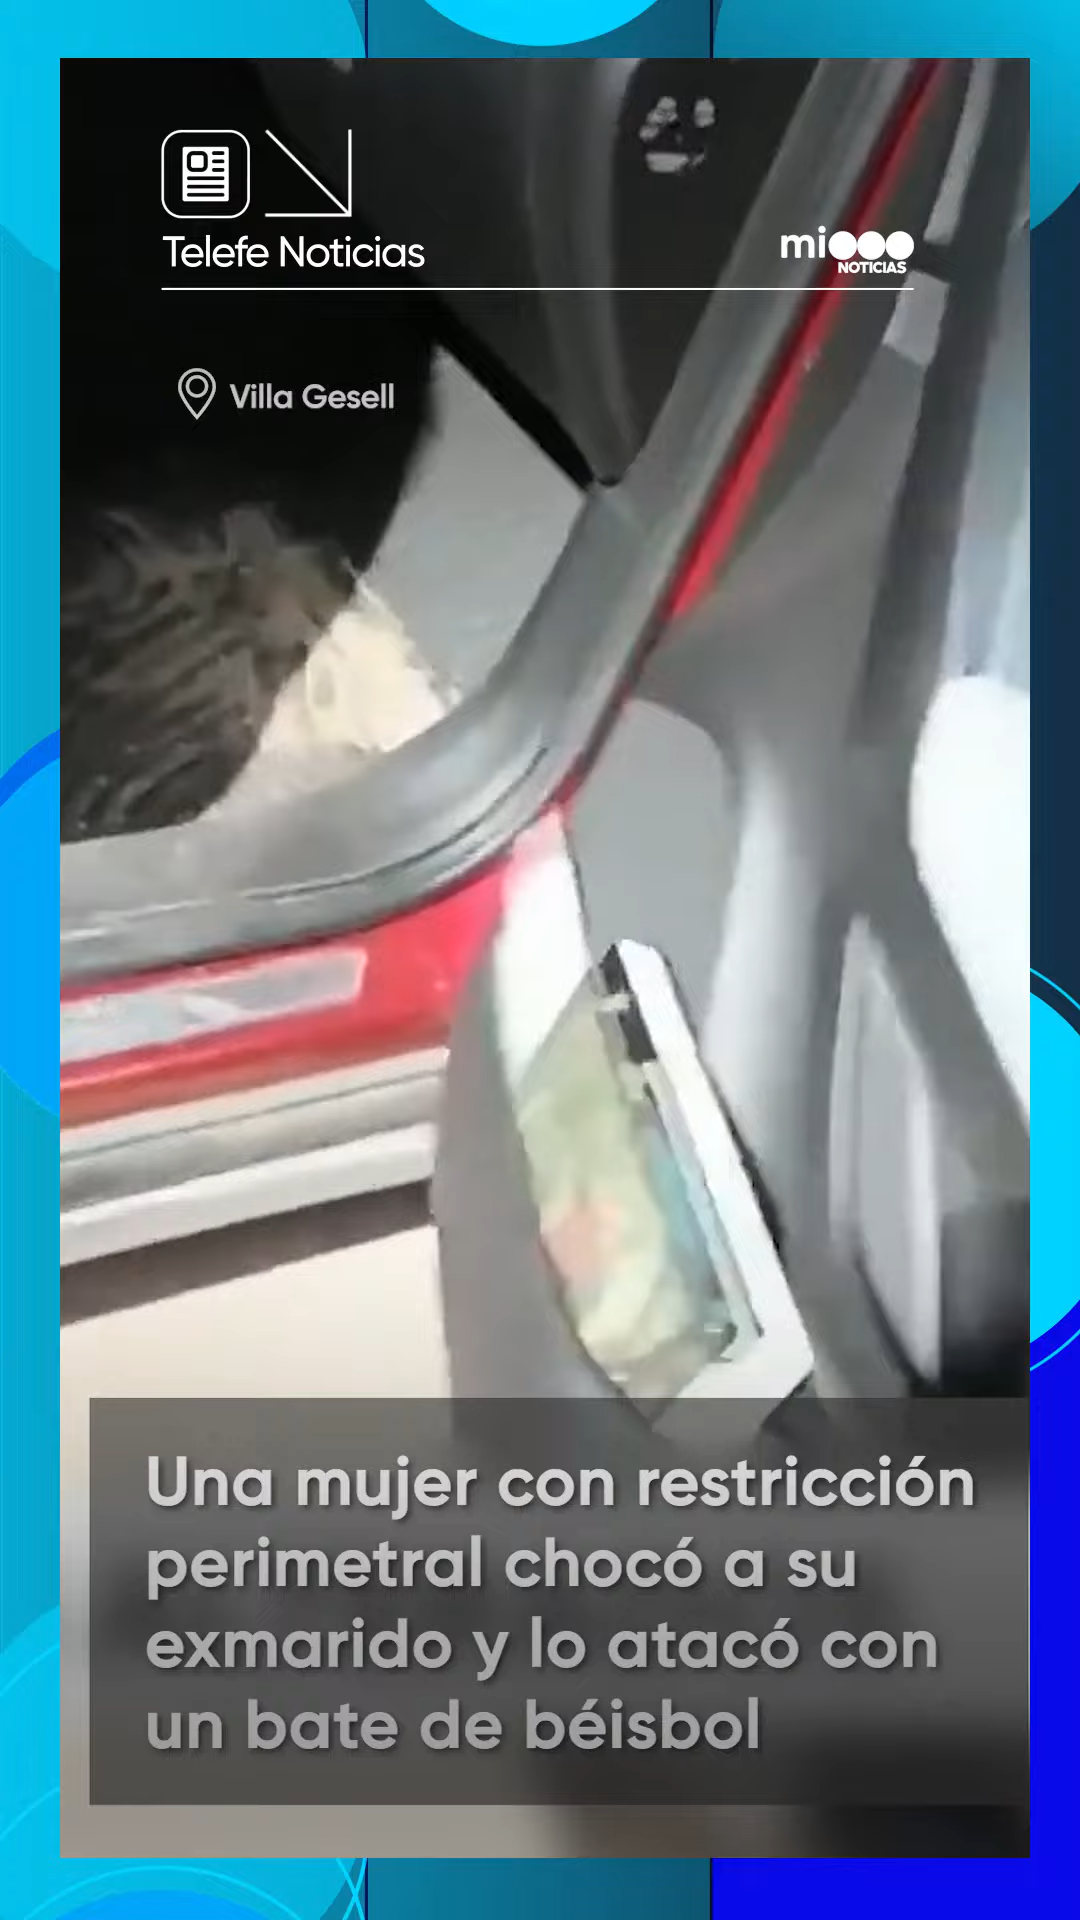 Telefe Noticias
mi
NOTICIAS
Villa Gesell
Una mujer con restricción
perimetral chocó a su
exmarido y lo atacó con
un bate de béisbol